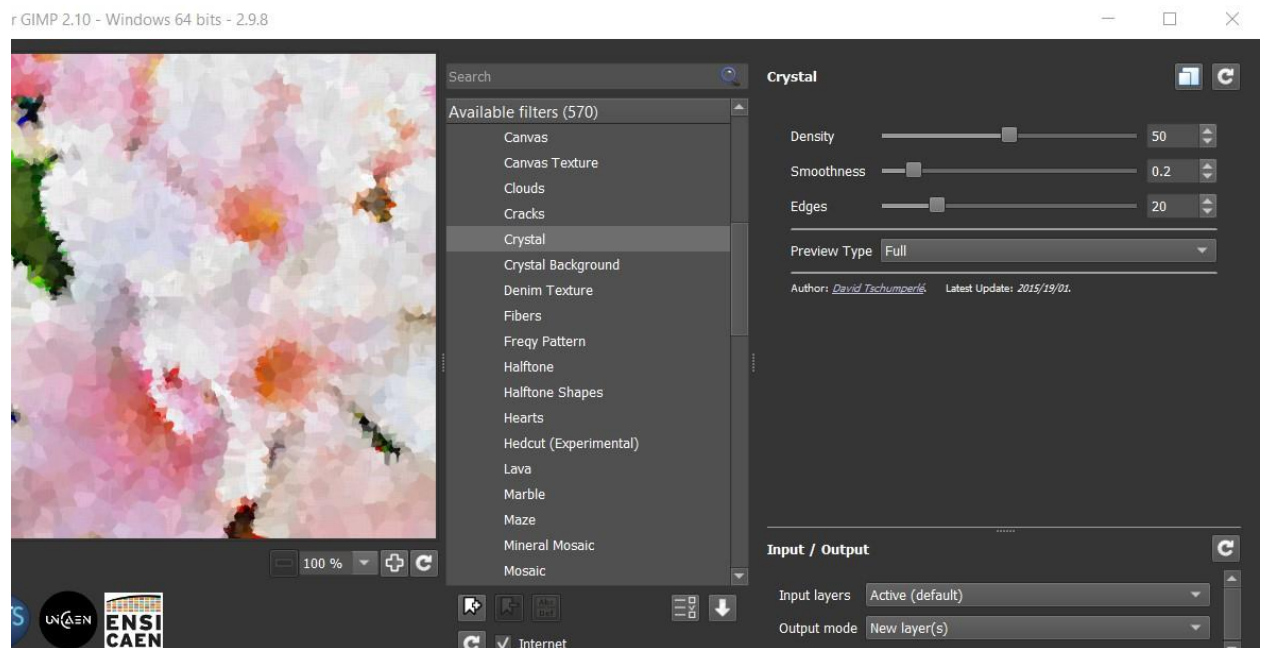 r GIMP 2.10 - Windows 64 bits - 2.9.8
Search
Available filters (570)
Canvas
Canvas Texture
Clouds
Cracks
Crystal
Crystal Background
Denim Texture
Fibers
Freqy Pattern
Halftone
Halftone Shapes
Hearts
Hedcut (Experimental)
Lava
Marble
Maze
Mineral Mosaic
Mosaic
Internet
100 %
S
UNICAEN
ENSI
CAEN
Crystal
Density 50
Smoothness 0.2
Edges 20
Preview Type Full
Author: David Tschumperlé. Latest Update: 2015/19/01.
Input / Output
Input layers Active (default)
Output mode New layer(s)